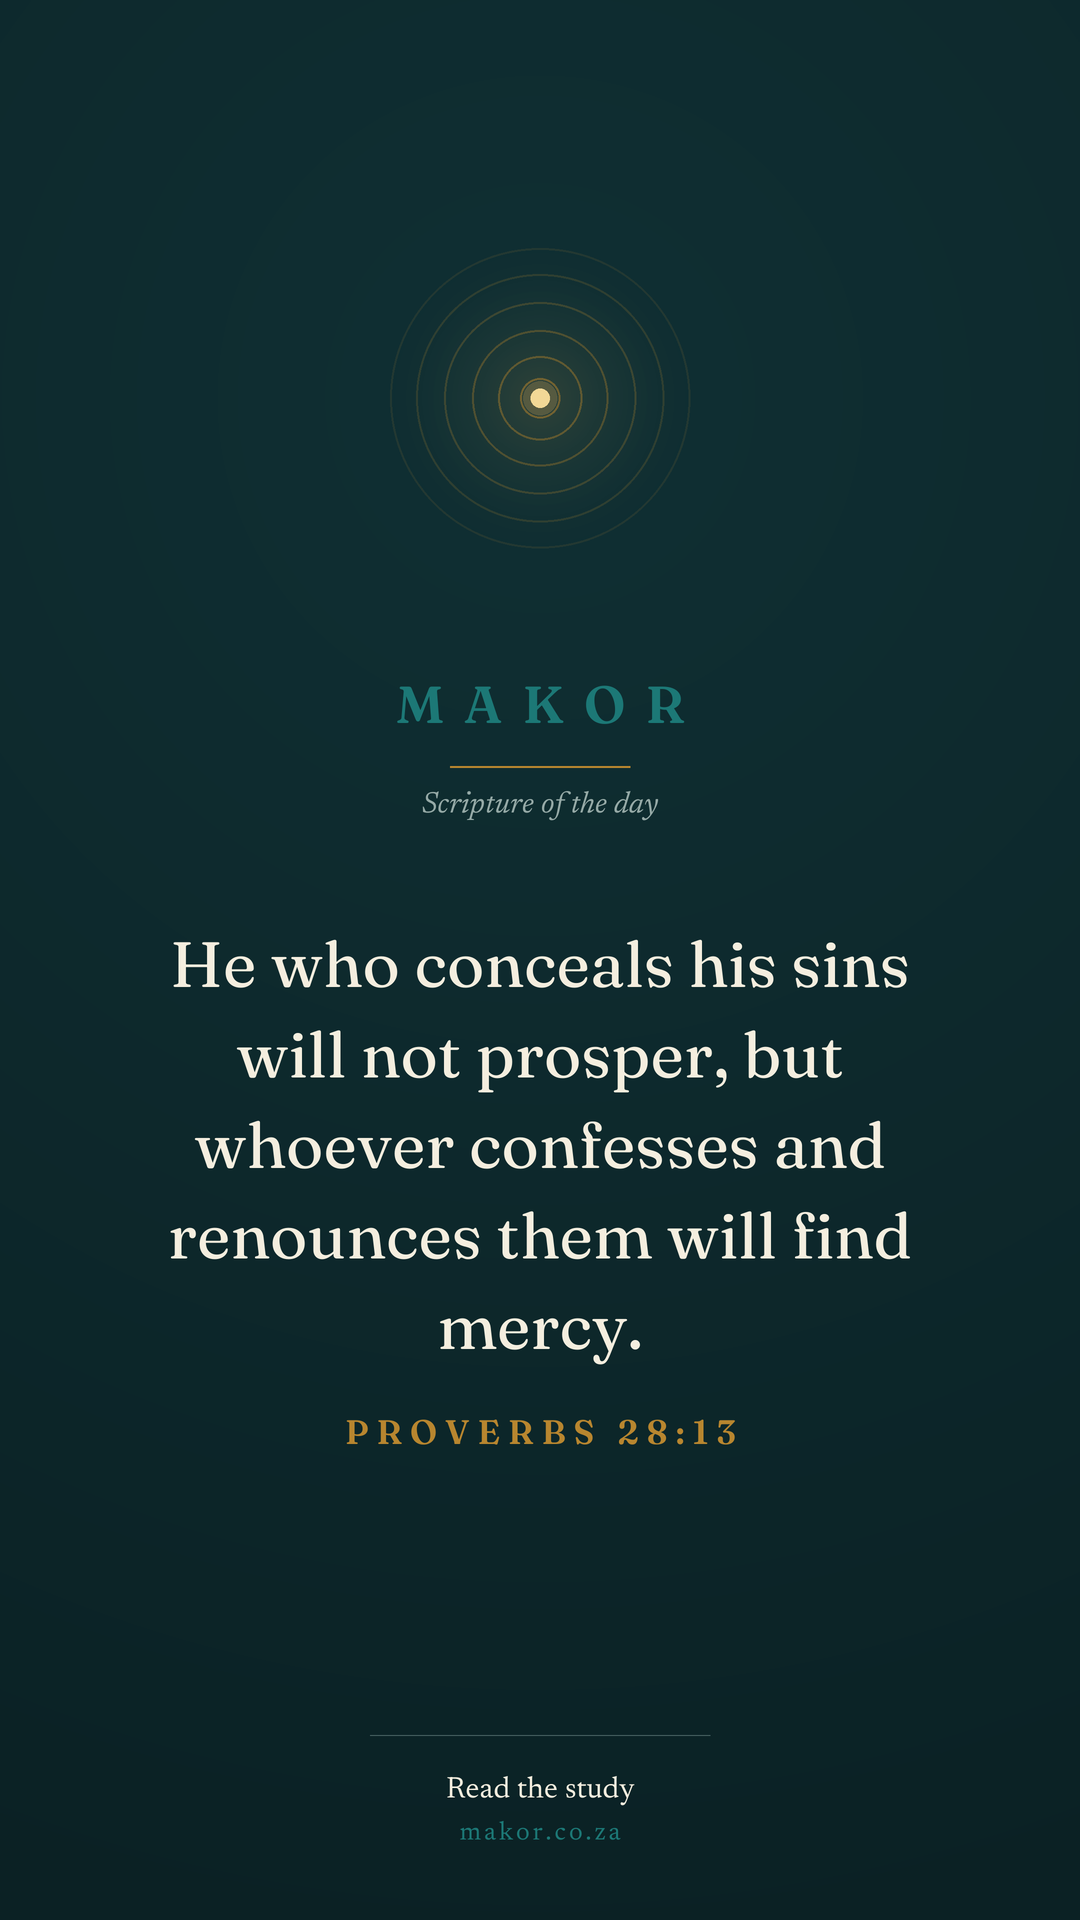 MAKOR
Scripture of the day
He who conceals his sins
will not prosper, but
whoever confesses and
renounces them will find
mercy.
PROVERBS 28:13
Read the study
makor.co.za